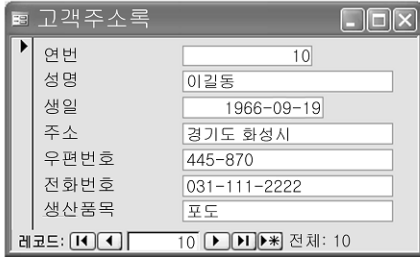 고객주소록
연번 10
성명 이길동
생일 1966-09-19
주소 경기도 화성시
우편번호 445-870
전화번호 031-111-2222
생산품목 포도
레코드: 10 전체: 10